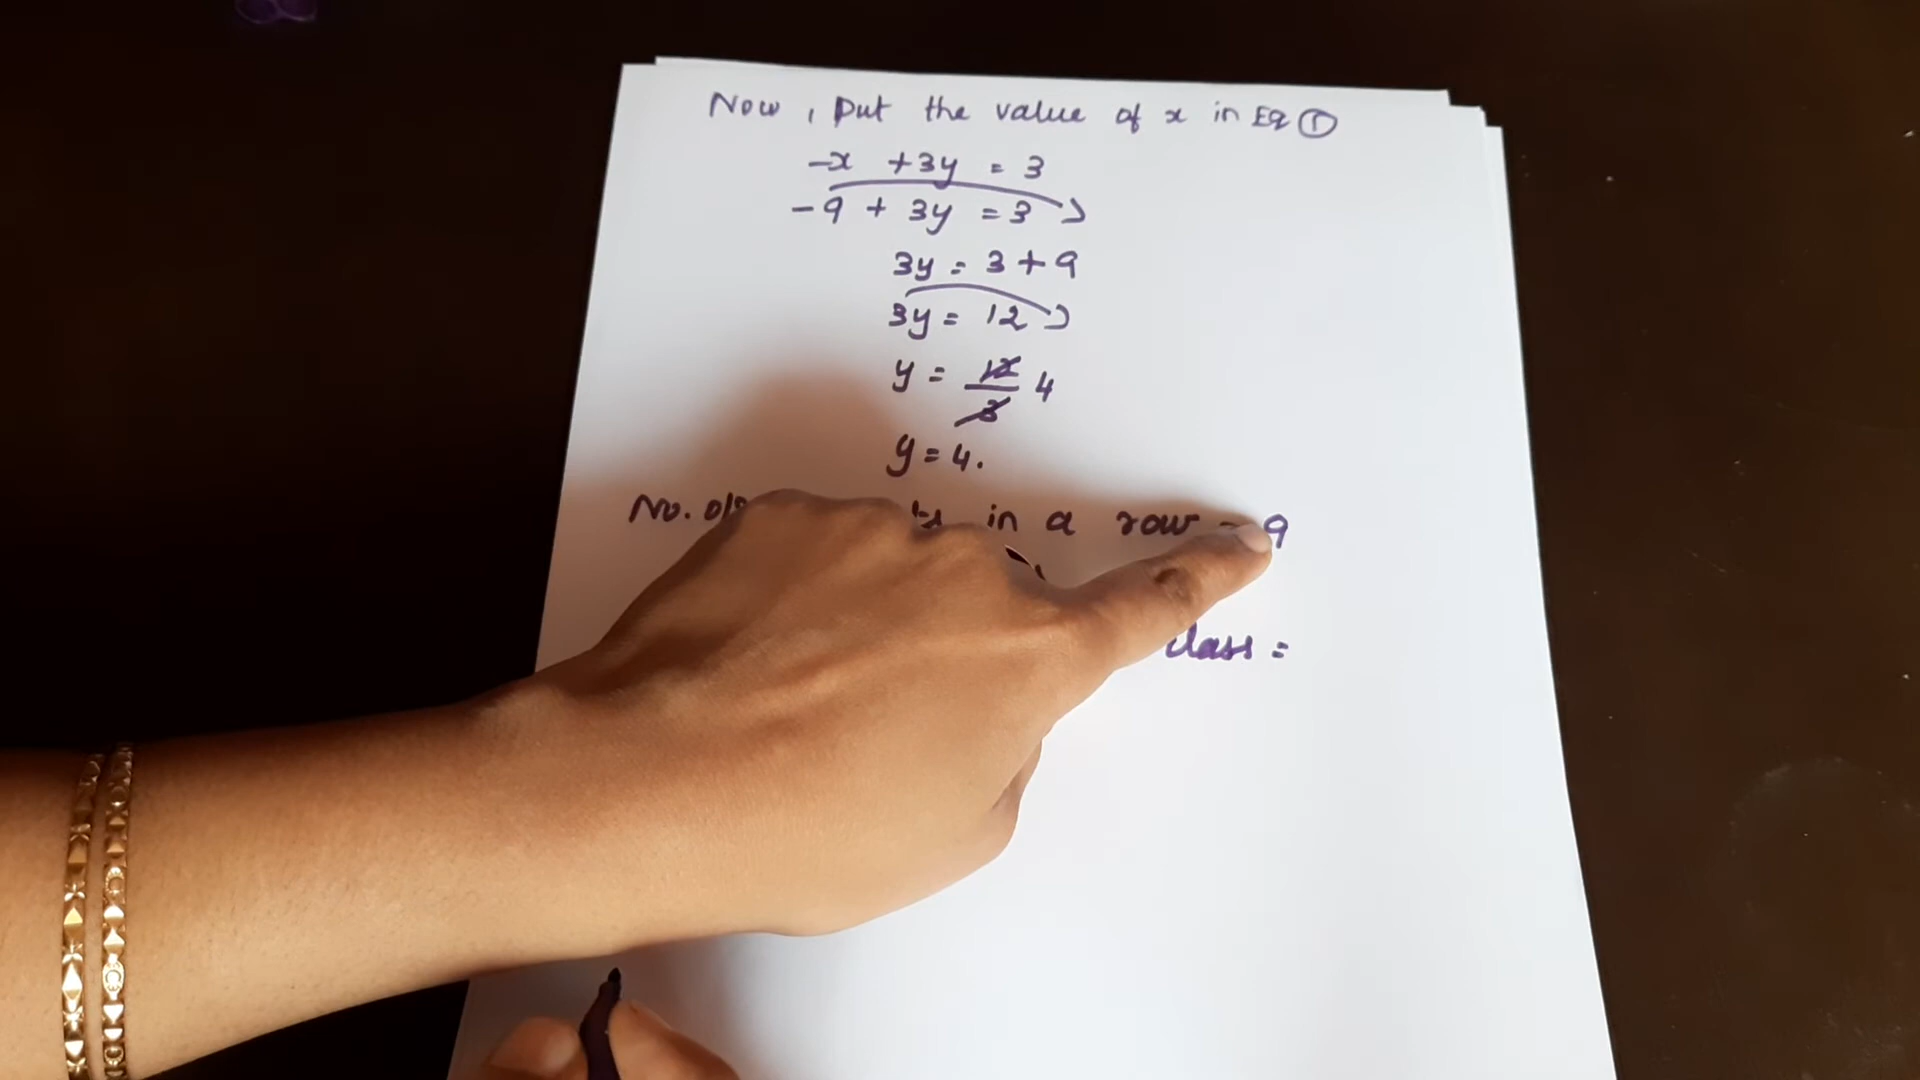 Now, put the value of x in Eq ①
-x + 3y = 3
-9 + 3y = 3
3y = 3 + 9
3y = 12
y = 12/3 4
y = 4.
No. in a row - 9
class =